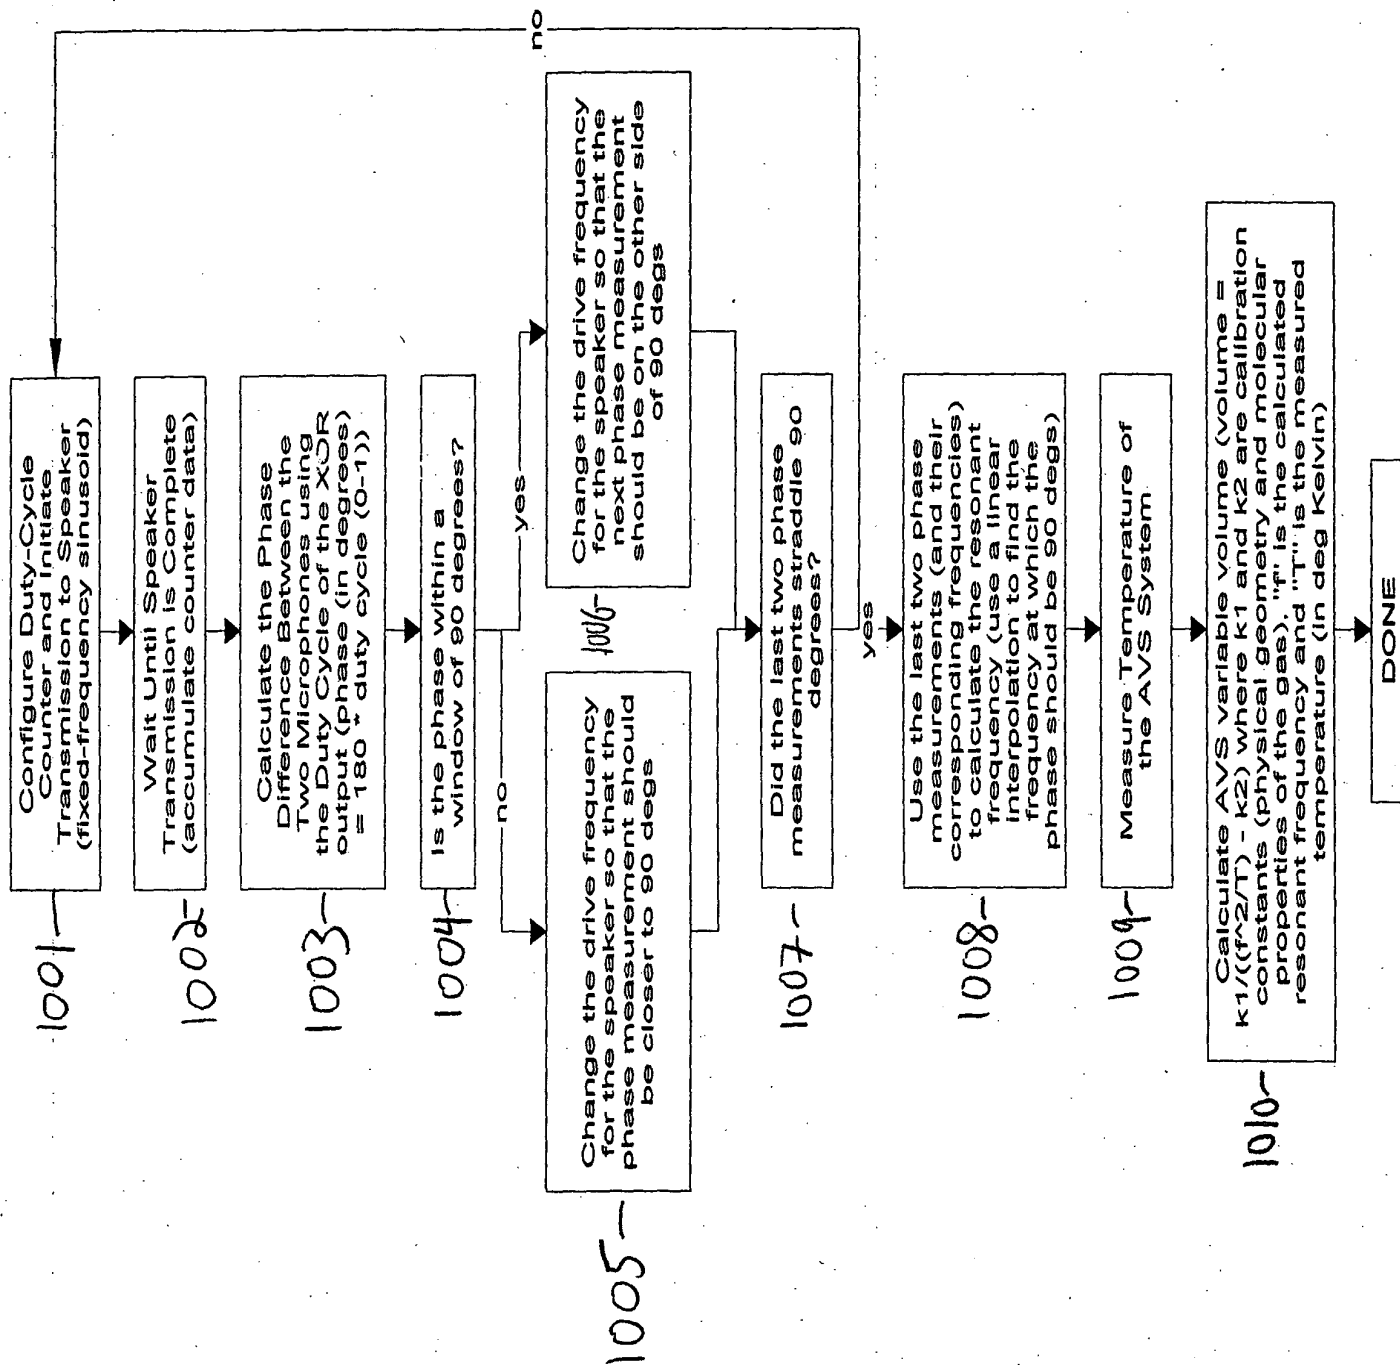 1001
Configure Duty-Cycle
Counter and Initiate
Transmission to Speaker
(fixed-frequency sinusoid)
1002
Wait Until Speaker
Transmission is Complete
(accumulate counter data)
1003
Calculate the Phase
Difference Between the
Two Microphones using
the Duty Cycle of the XOR
output (phase (in degrees)
= 180 * duty cycle (0-1))
1004
Is the phase within a
window of 90 degrees?
no
yes
1005
Change the drive frequency
for the speaker so that the
phase measurement should
be closer to 90 degs
1006
Change the drive frequency
for the speaker so that the
next phase measurement
should be on the other side
of 90 degs
1007
Did the last two phase
measurements straddle 90
degrees?
no
yes
1008
Use the last two phase
measurements (and their
corresponding frequencies)
to calculate the resonant
frequency (use a linear
interpolation to find the
frequency at which the
phase should be 90 degs)
1009
Measure Temperature of
the AVS System
1010
Calculate AVS variable volume (volume =
k1/((f^2/T) - k2) where k1 and k2 are calibration
constants (physical geometry and molecular
properties of the gas), "f" is the calculated
resonant frequency and "T" is the measured
temperature (in deg Kelvin)
DONE